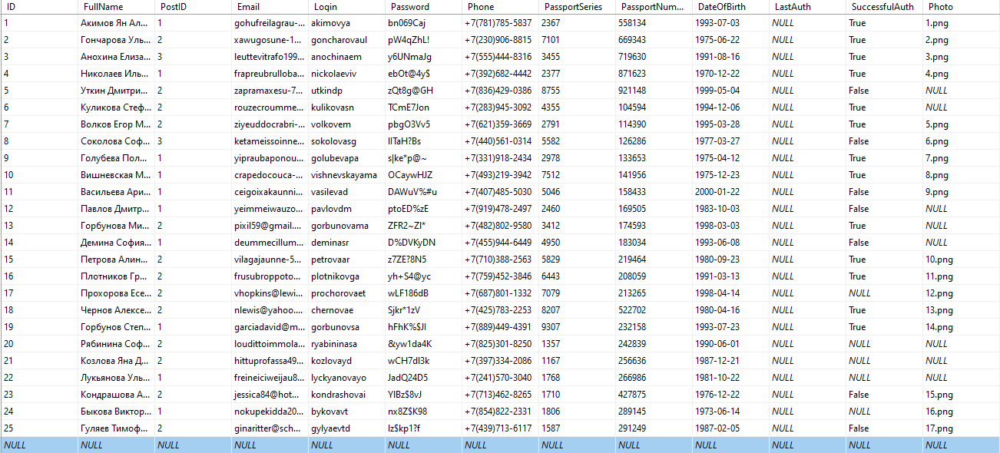 ID FullName PostID Email Login Password Phone PassportSeries PassportNum... DateOfBirth LastAuth SuccessfulAuth Photo
1 Акимов Ян Ал... 1 gohufreilagrau-... akimovya bn069Caj +7(781)785-5837 2367 558134 1993-07-03 NULL True 1.png
2 Гончарова Уль... 2 xawugosune-1... goncharovaul pW4qZhL! +7(230)906-8815 7101 669343 1975-06-22 NULL True 2.png
3 Анохина Елиза... 3 leuttevitrafo199... anochinaem y6UNmaJg +7(555)444-8316 3455 719630 1991-08-16 NULL True 3.png
4 Николаев Иль... 1 frapreubrulloba... nickolaeviv ebOt@4y$ +7(392)682-4442 2377 871623 1970-12-22 NULL True 4.png
5 Уткин Дмитри... 2 zapramaxesu-7... utkindp zQt8g@GH +7(836)429-0386 8755 921148 1999-05-04 NULL False NULL
6 Куликова Стеф... 2 rouzecroumme... kulikovasn TCmE7Jon +7(283)945-3092 4355 104594 1994-12-06 NULL True NULL
7 Волков Егор М... 2 ziyeuddocrabri-... volkovem pbgO3Vv5 +7(621)359-3669 2791 114390 1995-03-28 NULL True 5.png
8 Соколова Соф... 3 ketameissoinne... sokolovasg IITaH?Bs +7(440)561-0314 5582 126286 1977-03-27 NULL False 6.png
9 Голубева Пол... 1 yipraubaponou... golubevapa s|ke*p@~ +7(331)918-2434 2978 133653 1975-04-12 NULL True 7.png
10 Вишневская М... 1 crapedocouca-... vishnevskayama OCaywHJZ +7(493)219-3942 7512 141956 1975-12-23 NULL True 8.png
11 Васильева Ари... 1 ceigoixakaunni... vasilevad DAWuV%#u +7(407)485-5030 5046 158433 2000-01-22 NULL False 9.png
12 Павлов Дмитр... 1 yeimmeiwauzo... pavlovdm ptoED%zE +7(919)478-2497 2460 169505 1983-10-03 NULL False NULL
13 Горбунова Ми... 2 pixil59@gmail.... gorbunovama ZFR2~ZI* +7(482)802-9580 3412 174593 1998-03-03 NULL True NULL
14 Демина София... 1 deummecillum... deminasr D%DVKyDN +7(455)944-6449 4950 183034 1993-06-08 NULL False NULL
15 Петрова Алин... 2 vilagajaunne-5... petrovaar z7ZE?8N5 +7(710)388-2563 5829 219464 1980-09-23 NULL True 10.png
16 Плотников Гр... 2 frusubroppoto... plotnikovga yh+S4@yc +7(759)452-3846 6443 208059 1991-03-13 NULL True 11.png
17 Прохорова Есе... 2 vhopkins@lewi... prochorovaet wLF186dB +7(687)801-1332 7079 213265 1998-04-14 NULL NULL 12.png
18 Чернов Алексе... 2 nlewis@yahoo.... chernovae Sjkr*1zV +7(425)783-2253 8207 522702 1980-04-16 NULL True 13.png
19 Горбунов Степ... 1 garciadavid@m... gorbunovsa hFhK%$JI +7(889)449-4391 9307 232158 1993-07-23 NULL True 14.png
20 Рябинина Соф... 2 loudittoimmola... ryabininasa &yw1da4K +7(825)301-8250 1357 242839 1990-06-01 NULL NULL NULL
21 Козлова Яна Д... 2 hittuprofassa49... kozlovayd wCH7dl3k +7(397)334-2086 1167 256636 1987-12-21 NULL NULL NULL
22 Лукьянова Уль... 1 freineiciweijau8... lyckyanovayo JadQ24D5 +7(241)570-3040 1768 266986 1981-10-22 NULL NULL NULL
23 Кондрашова А... 2 jessica84@hot... kondrashovai YIBz$8vJ +7(713)462-8265 1710 427875 1976-12-22 NULL False 15.png
24 Быкова Виктор... 1 nokupekidda20... bykovavt nx8Z$K98 +7(854)822-2331 1806 289145 1973-06-14 NULL NULL 16.png
25 Гуляев Тимоф... 2 ginaritter@sch... gylyaevtd lz$kp1?f +7(439)713-6117 1587 291249 1987-02-05 NULL False 17.png
NULL NULL NULL NULL NULL NULL NULL NULL NULL NULL NULL NULL NULL